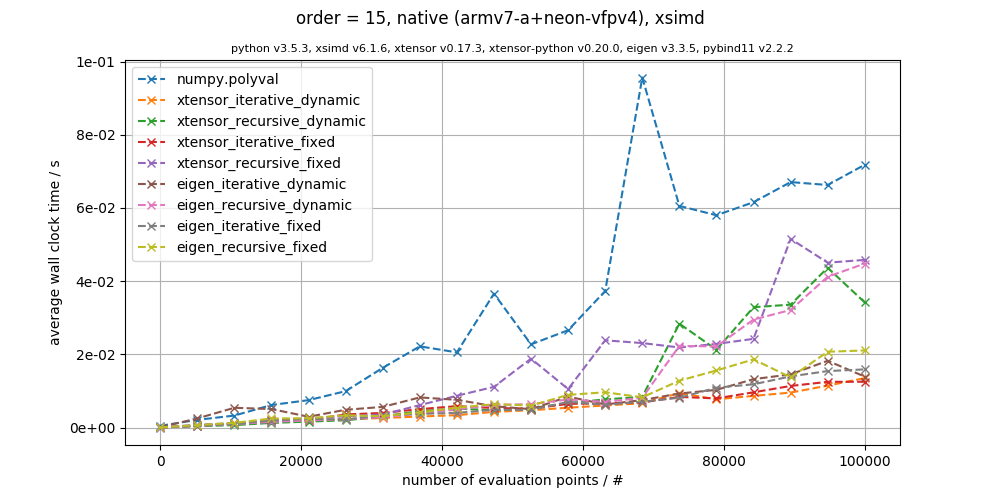 order = 15, native (armv7-a+neon-vfpv4), xsimd
python v3.5.3, xsimd v6.1.6, xtensor v0.17.3, xtensor-python v0.20.0, eigen v3.3.5, pybind11 v2.2.2
1e-01
8e-02
6e-02
4e-02
2e-02
0e+00
average wall clock time / s
numpy.polyval
xtensor_iterative_dynamic
xtensor_recursive_dynamic
xtensor_iterative_fixed
xtensor_recursive_fixed
eigen_iterative_dynamic
eigen_recursive_dynamic
eigen_iterative_fixed
eigen_recursive_fixed
0 20000 40000 60000 80000 100000
number of evaluation points / #